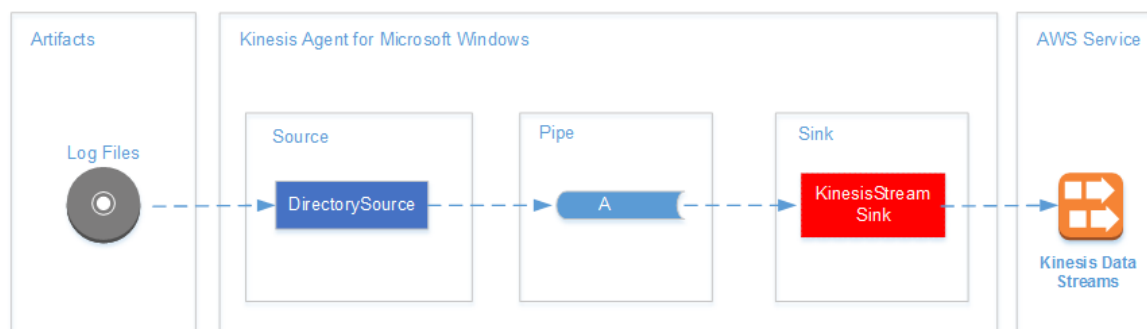 Artifacts
Kinesis Agent for Microsoft Windows
AWS Service
Source
Pipe
Sink
Log Files
DirectorySource
A
KinesisStream
Sink
Kinesis Data
Streams